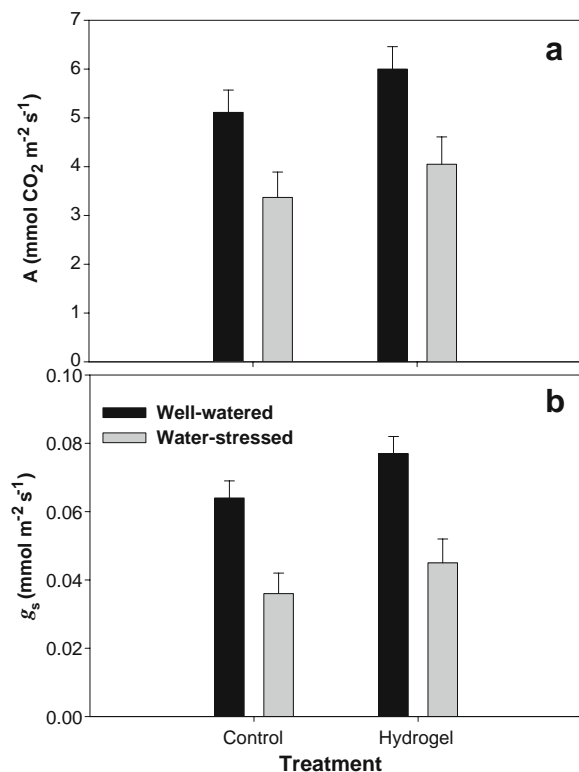 a
7
6
5
4
3
2
1
0
A (mmol CO₂ m⁻² s⁻¹)
b
Well-watered
Water-stressed
0.10
0.08
0.06
0.04
0.02
0.00
gₛ (mmol m⁻² s⁻¹)
Control Hydrogel
Treatment